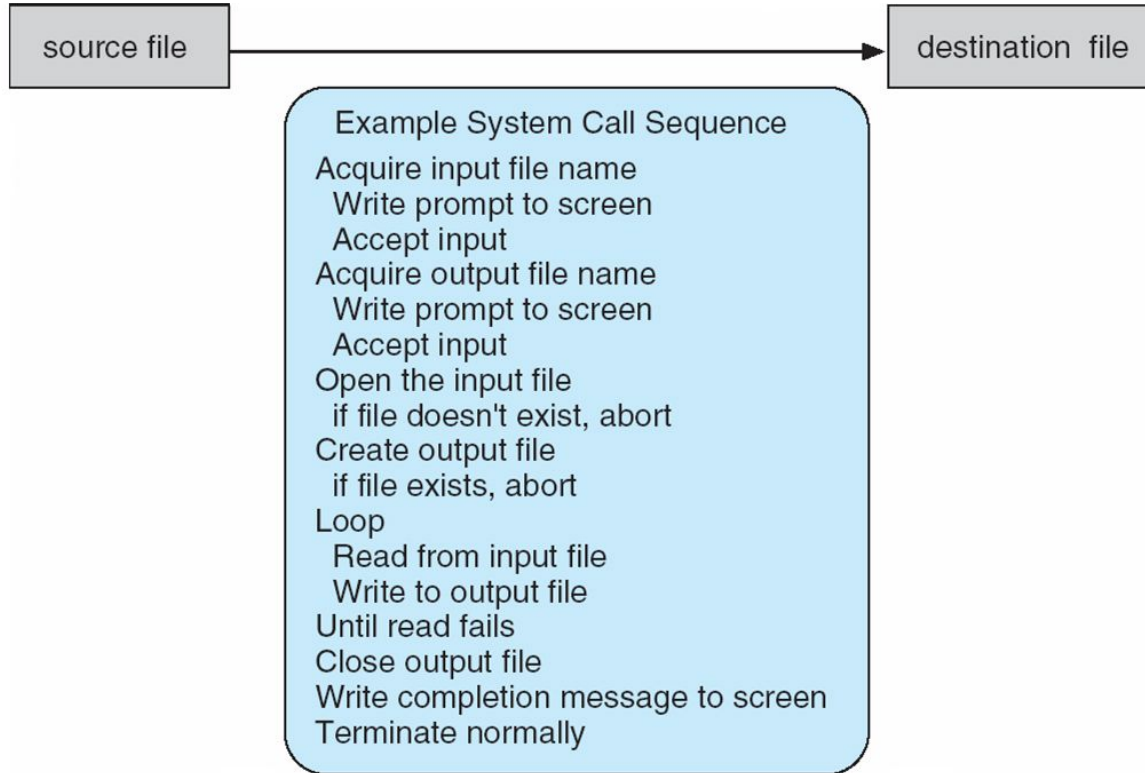 source file
destination file
Example System Call Sequence
Acquire input file name
Write prompt to screen
Accept input
Acquire output file name
Write prompt to screen
Accept input
Open the input file
if file doesn't exist, abort
Create output file
if file exists, abort
Loop
Read from input file
Write to output file
Until read fails
Close output file
Write completion message to screen
Terminate normally